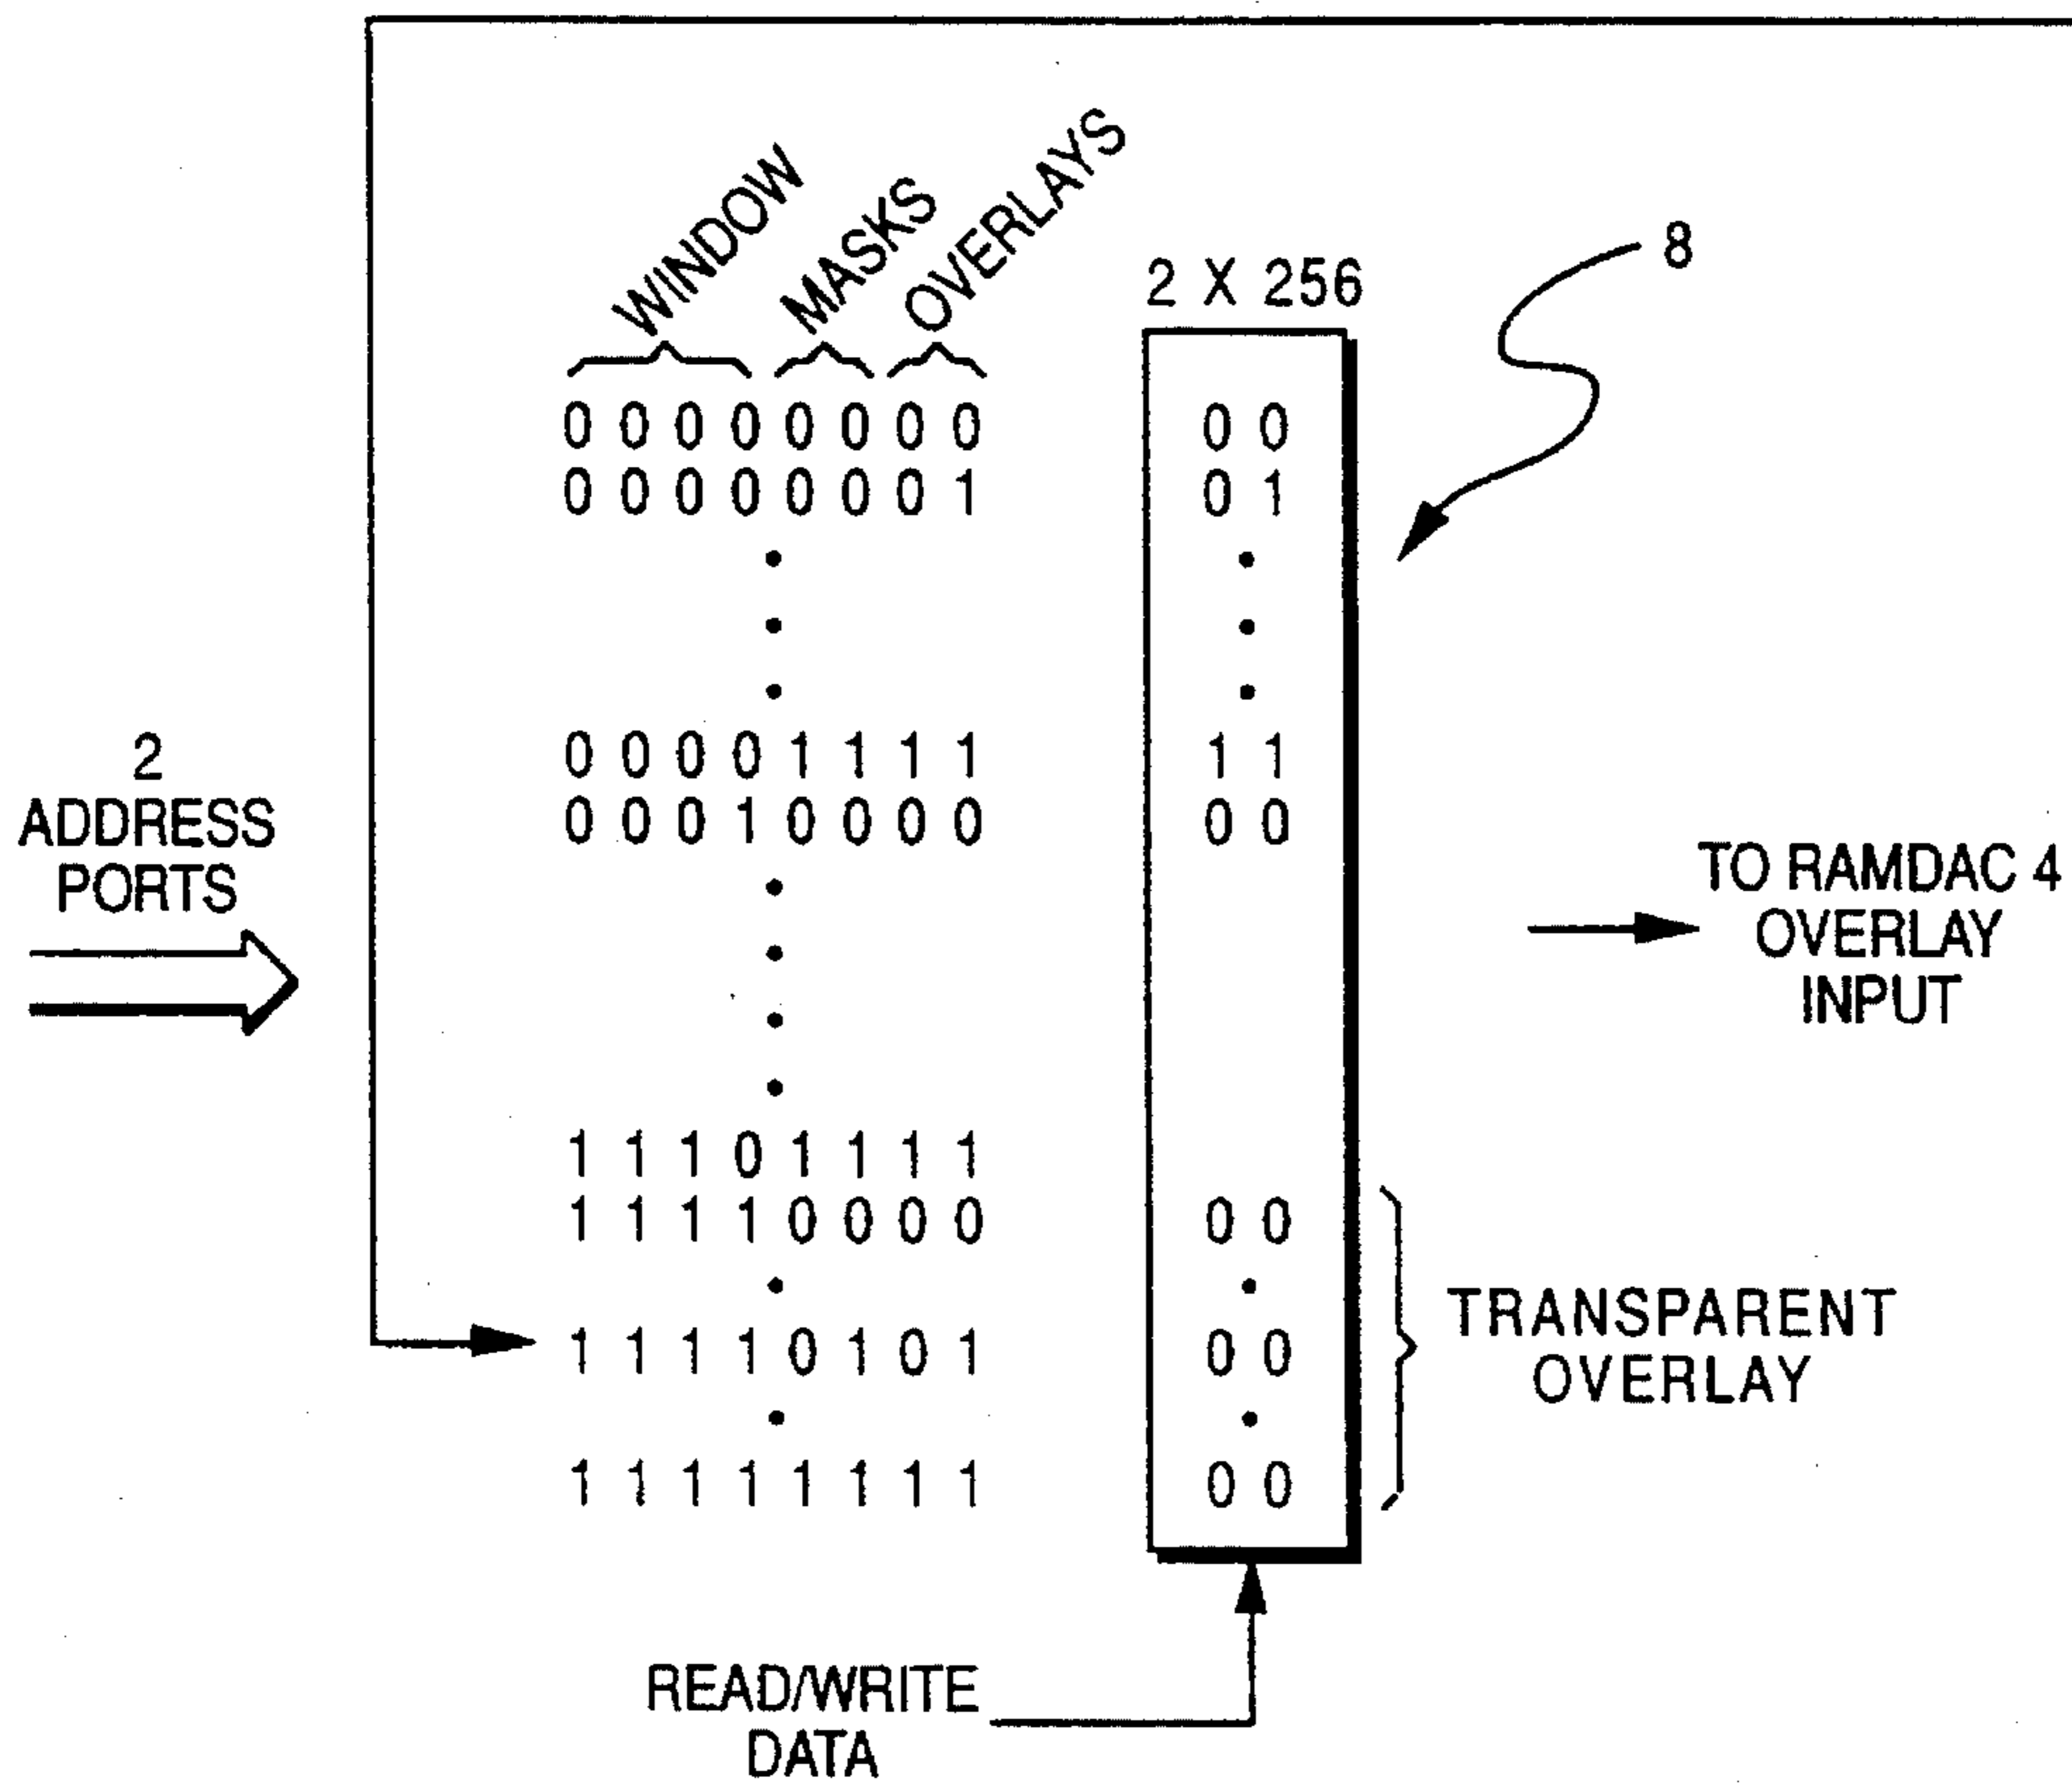 WINDOW MASKS OVERLAYS
8
2 X 256
0 0 0 0 0 0 0 0 0 0
0 0 0 0 0 0 0 1 0 1
0 0 0 0 1 1 1 1 1 1
0 0 0 1 0 0 0 0 0 0
2
ADDRESS
PORTS
TO RAMDAC 4
OVERLAY
INPUT
1 1 1 0 1 1 1 1
1 1 1 1 0 0 0 0 0 0
1 1 1 1 0 1 0 1 0 0
TRANSPARENT
OVERLAY
1 1 1 1 1 1 1 1 0 0
READ/WRITE
DATA